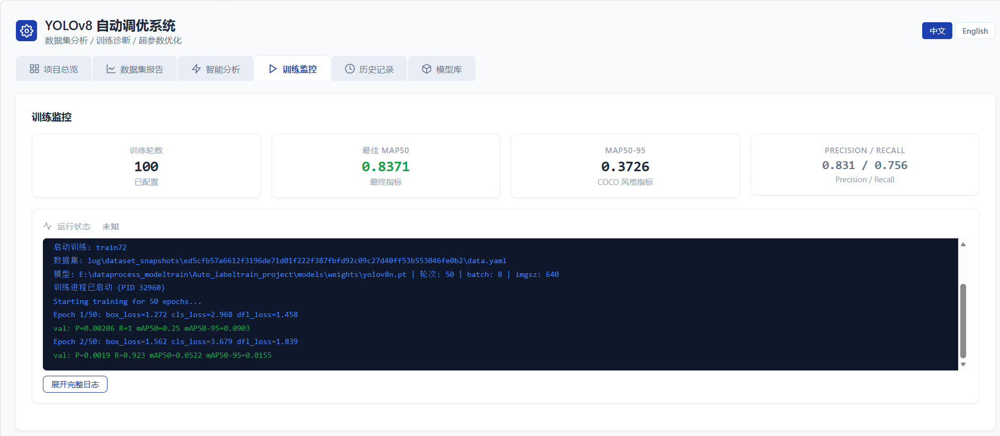 YOLOv8 自动调优系统
数据集分析 / 训练诊断 / 超参数优化
中文
English
项目总览
数据集报告
智能分析
训练监控
历史记录
模型库
训练监控
训练轮数
100
已配置
最佳 MAP50
0.8371
最终指标
MAP50-95
0.3726
COCO 风格指标
PRECISION / RECALL
0.831 / 0.756
Precision / Recall
运行状态 未知
启动训练: train72
数据集: log\dataset_snapshots\ed5cfb57a6612f3196de71d01f222f387fbfd92c09c27d40ff53b553046fe0b2\data.yaml
模型: E:\dataprocess_modeltrain\Auto_labeltrain_project\models\weights\yolov8n.pt | 轮次: 50 | batch: 8 | imgsz: 640
训练进程已启动 (PID 32960)
Starting training for 50 epochs...
Epoch 1/50: box_loss=1.272 cls_loss=2.968 dfl_loss=1.458
val: P=0.00206 R=1 mAP50=0.25 mAP50-95=0.0903
Epoch 2/50: box_loss=1.562 cls_loss=3.679 dfl_loss=1.839
val: P=0.0019 R=0.923 mAP50=0.0522 mAP50-95=0.0155
展开完整日志